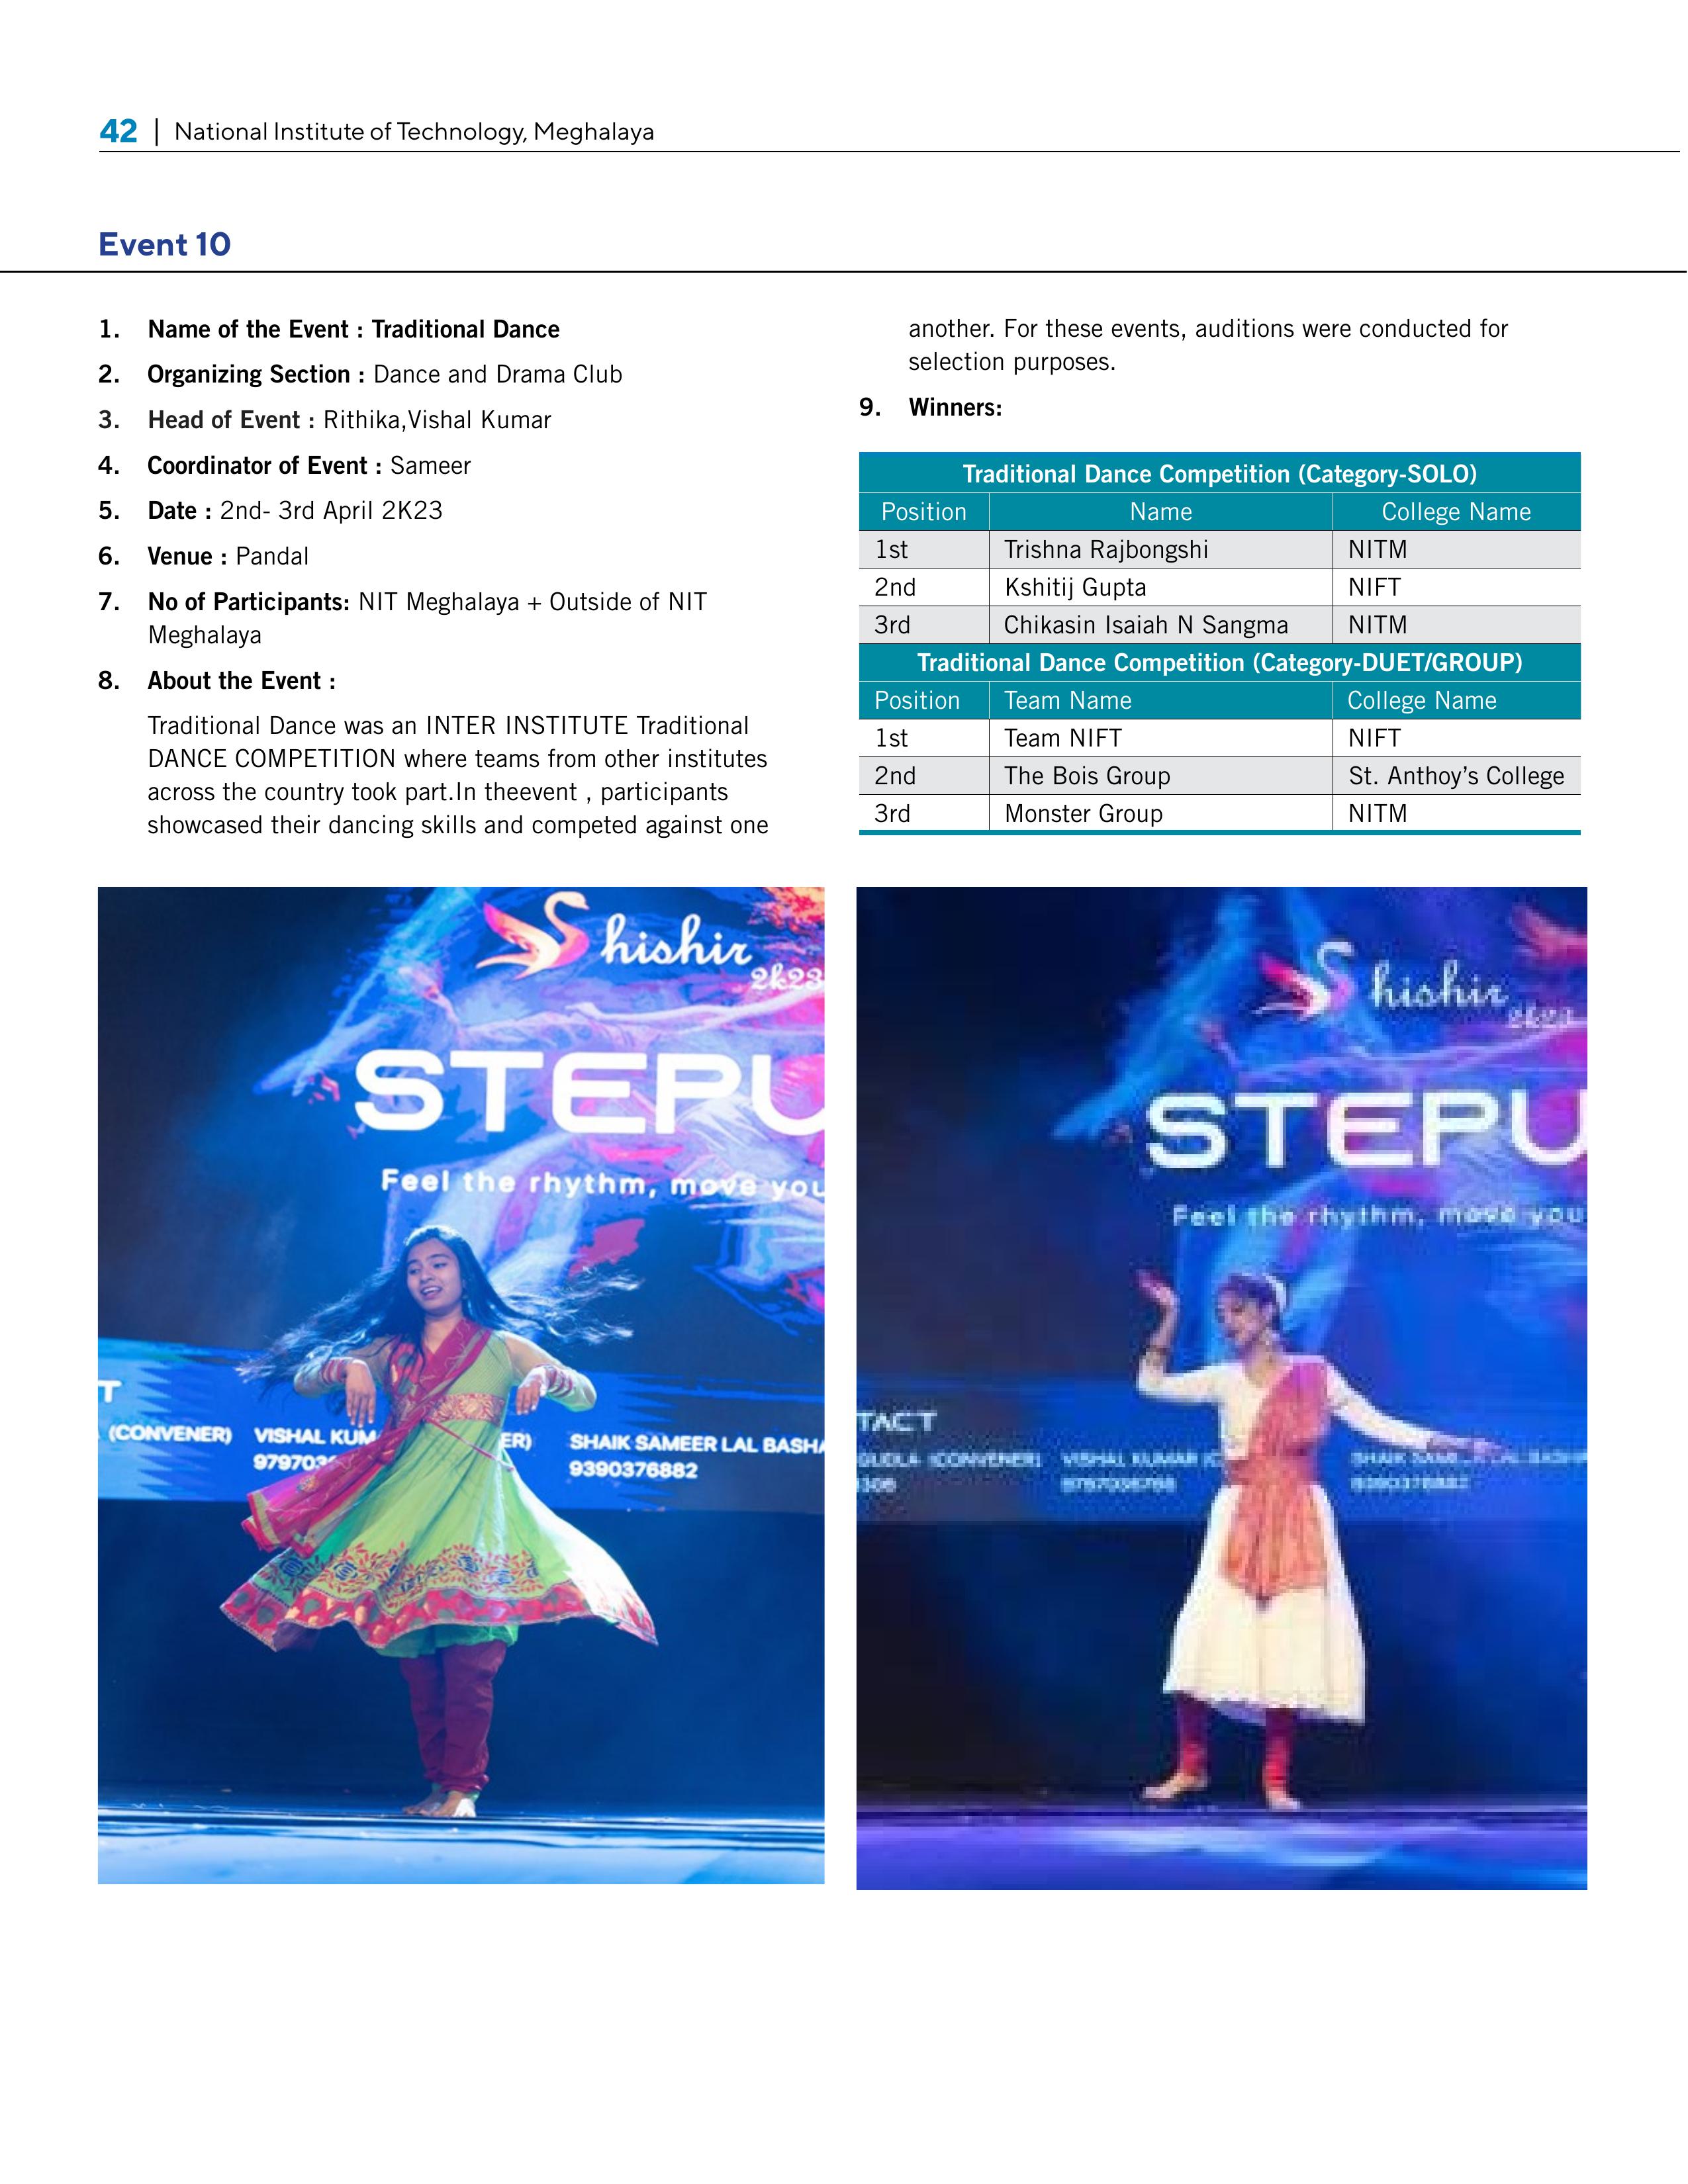 42 | National Institute of Technology, Meghalaya
Event 10
1. Name of the Event : Traditional Dance
2. Organizing Section : Dance and Drama Club
3. Head of Event : Rithika,Vishal Kumar
4. Coordinator of Event : Sameer
5. Date : 2nd- 3rd April 2K23
6. Venue : Pandal
7. No of Participants: NIT Meghalaya + Outside of NIT
Meghalaya
8. About the Event :
Traditional Dance was an INTER INSTITUTE Traditional
DANCE COMPETITION where teams from other institutes
across the country took part.In theevent , participants
showcased their dancing skills and competed against one
another. For these events, auditions were conducted for
selection purposes.
9. Winners:
Traditional Dance Competition (Category-SOLO)
Position Name College Name
1st Trishna Rajbongshi NITM
2nd Kshitij Gupta NIFT
3rd Chikasin Isaiah N Sangma NITM
Traditional Dance Competition (Category-DUET/GROUP)
Position Team Name College Name
1st Team NIFT NIFT
2nd The Bois Group St. Anthoy's College
3rd Monster Group NITM
Shishir
2k23
STEPU
Feel the rhythm, move you
T
(CONVENER) VISHAL KUM ER) SHAIK SAMEER LAL BASHA
979703 9390376882
Shishir
2k23
STEPU
Feel the rhythm, move you
TACT
(CONVENER) VISHAL KUMAR (C SHAIK